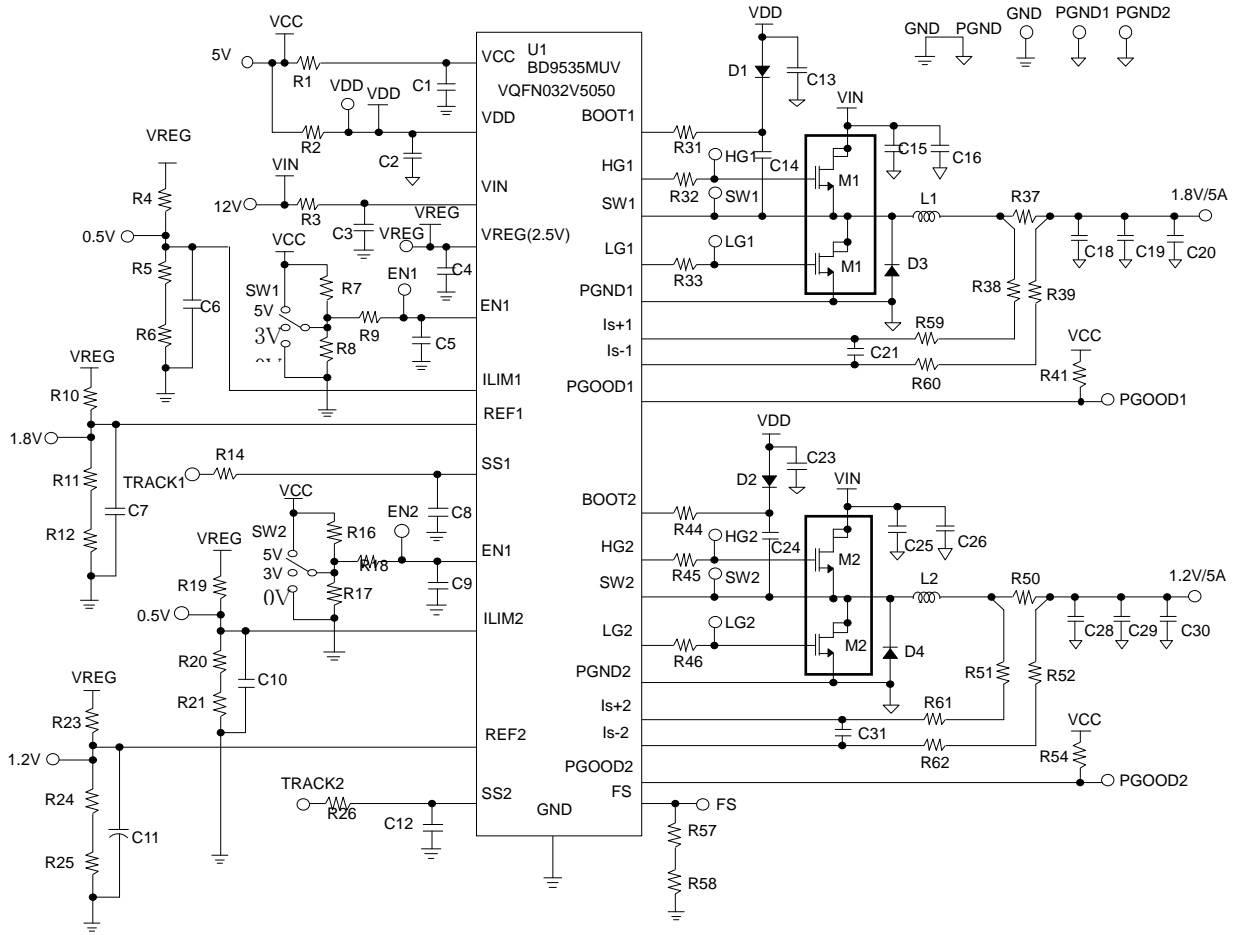 VCC
5V
R1
C1
VDD
VDD
R2
C2
VREG
VIN
R4
12V
R3
C3
VREG
C4
0.5V
VCC
R5
SW1
5V
3V
R7
EN1
C6
R9
R8
C5
R6
VREG
R10
1.8V
R14
TRACK1
R11
C7
C8
R12
VCC
SW2
5V
3V
0V
R16
EN2
R18
R17
C9
VREG
R19
0.5V
R20
C10
R21
VREG
R23
1.2V
R24
C11
R25
TRACK2
R26
C12
U1
BD9535MUV
VQFN032V5050
VCC
VDD
VIN
VREG(2.5V)
EN1
ILIM1
REF1
SS1
EN1
ILIM2
REF2
SS2
GND
BOOT1
HG1
SW1
LG1
PGND1
Is+1
Is-1
PGOOD1
BOOT2
HG2
SW2
LG2
PGND2
Is+2
Is-2
PGOOD2
FS
VDD
D1
C13
GND
PGND
GND
PGND1
PGND2
VIN
R31
HG1
C14
C15
C16
R32
SW1
M1
L1
R37
1.8V/5A
LG1
M1
R33
D3
C18
C19
C20
R38
R39
R59
C21
R60
VCC
R41
PGOOD1
VDD
D2
C23
VIN
R44
HG2
C24
C25
C26
R45
SW2
M2
L2
R50
1.2V/5A
LG2
M2
R46
D4
C28
C29
C30
R51
R52
R61
C31
R62
VCC
R54
PGOOD2
FS
R57
R58